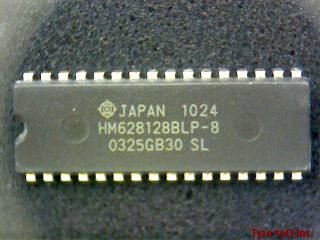 JAPAN 1024
HM628128BLP-8
0325GB30 SL
Tyro-teQ Inc.